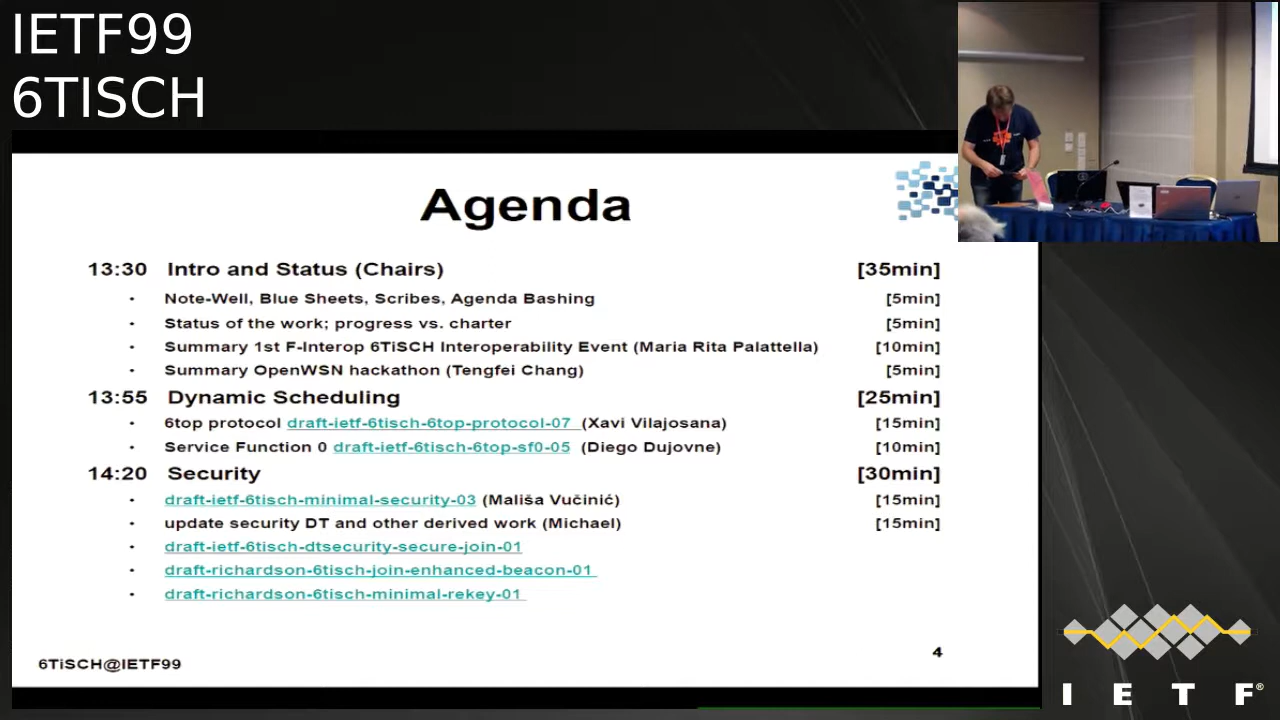 IETF99
6TISCH
Agenda
13:30 Intro and Status (Chairs) [35min]
• Note-Well, Blue Sheets, Scribes, Agenda Bashing [5min]
• Status of the work; progress vs. charter [5min]
• Summary 1st F-Interop 6TiSCH Interoperability Event (Maria Rita Palattella) [10min]
• Summary OpenWSN hackathon (Tengfei Chang) [5min]
13:55 Dynamic Scheduling [25min]
• 6top protocol draft-ietf-6tisch-6top-protocol-07 (Xavi Vilajosana) [15min]
• Service Function 0 draft-ietf-6tisch-6top-sf0-05 (Diego Dujovne) [10min]
14:20 Security [30min]
• draft-ietf-6tisch-minimal-security-03 (Mališa Vučinić) [15min]
• update security DT and other derived work (Michael) [15min]
• draft-ietf-6tisch-dtsecurity-secure-join-01
• draft-richardson-6tisch-join-enhanced-beacon-01
• draft-richardson-6tisch-minimal-rekey-01
6TiSCH@IETF99
4
I E T F®